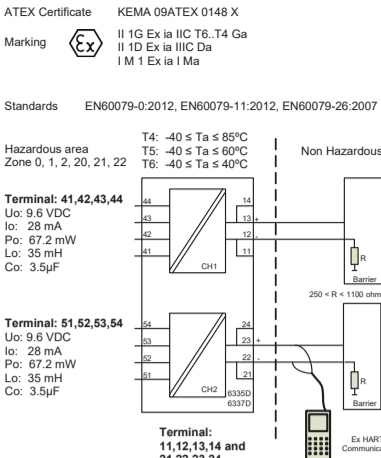 ATEX Certificate KEMA 09ATEX 0148 X
Marking Ex II 1G Ex ia IIC T6..T4 Ga
II 1D Ex ia IIIC Da
I M 1 Ex ia I Ma
Standards EN60079-0:2012, EN60079-11:2012, EN60079-26:2007
Hazardous area
Zone 0, 1, 2, 20, 21, 22
T4: -40 ≤ Ta ≤ 85ºC
T5: -40 ≤ Ta ≤ 60ºC
T6: -40 ≤ Ta ≤ 40ºC
Non Hazardous
Terminal: 41,42,43,44
Uo: 9.6 VDC
Io: 28 mA
Po: 67.2 mW
Lo: 35 mH
Co: 3.5µF
44
43
42
41
CH1
14
13 +
12 -
11
R
Barrier
250 < R < 1100 ohm
Terminal: 51,52,53,54
Uo: 9.6 VDC
Io: 28 mA
Po: 67.2 mW
Lo: 35 mH
Co: 3.5µF
54
53
52
51
CH2
24
23 +
22 -
21
6335D
6337D
R
Barrier
Terminal:
11,12,13,14 and
21,22,23,24
Ex HART